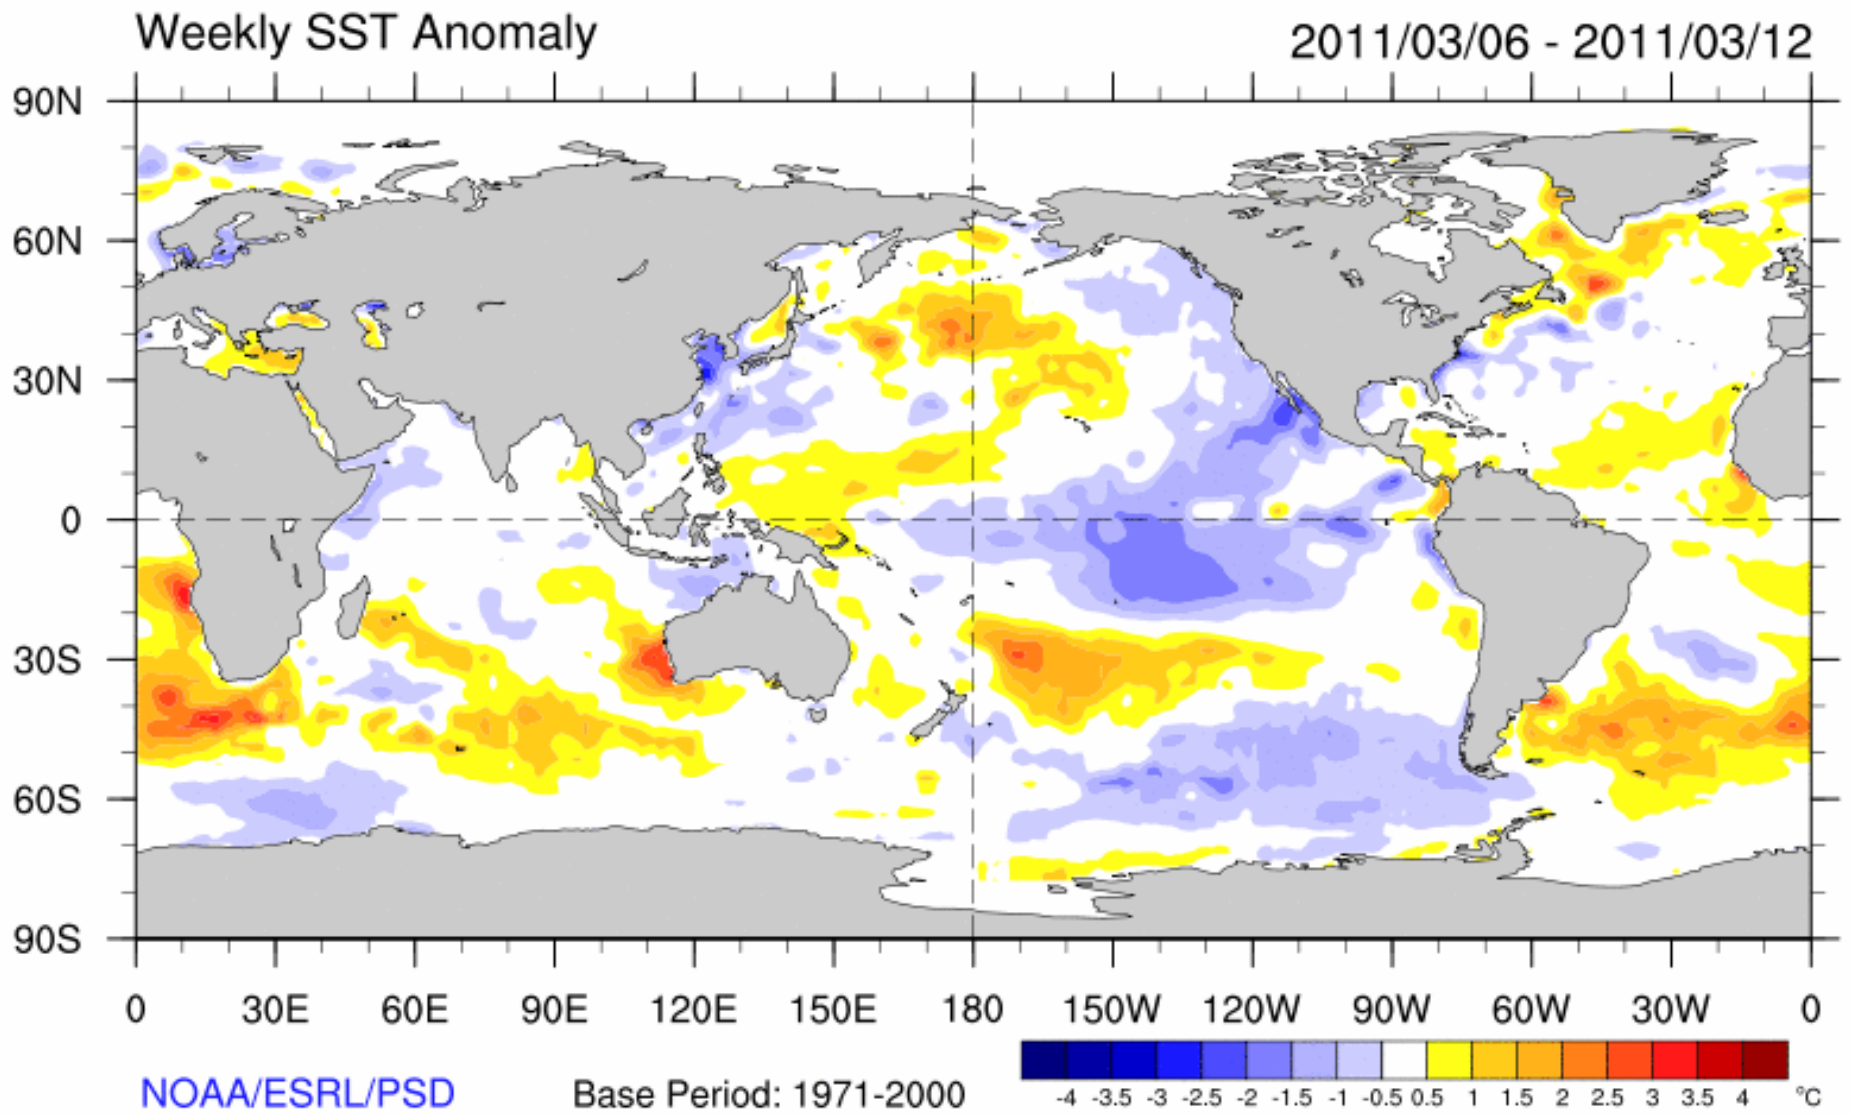 Weekly SST Anomaly
2011/03/06 - 2011/03/12
90N
60N
30N
0
30S
60S
90S
0 30E 60E 90E 120E 150E 180 150W 120W 90W 60W 30W 0
-4 -3.5 -3 -2.5 -2 -1.5 -1 -0.5 0.5 1 1.5 2 2.5 3 3.5 4 °C
NOAA/ESRL/PSD
Base Period: 1971-2000